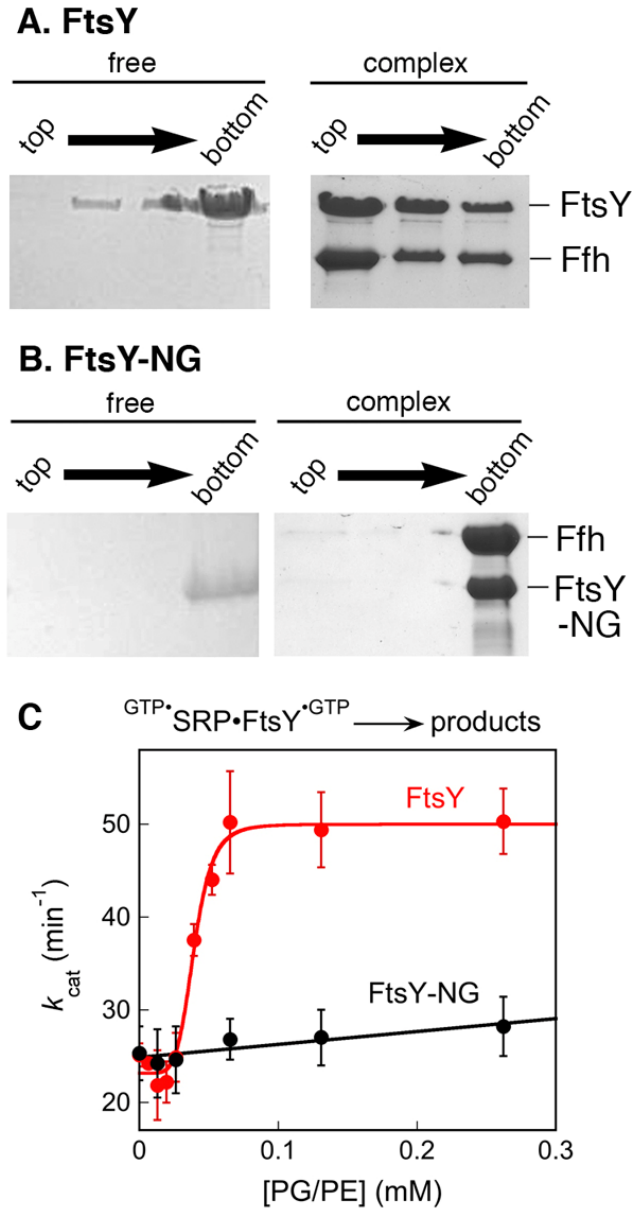 A. FtsY
free
complex
top
bottom
top
bottom
FtsY
Ffh
B. FtsY-NG
free
complex
top
bottom
top
bottom
Ffh
FtsY
-NG
C
GTP•SRP•FtsY•GTP → products
50
40
30
20
k cat (min⁻¹)
FtsY
FtsY-NG
0
0.1
0.2
0.3
[PG/PE] (mM)